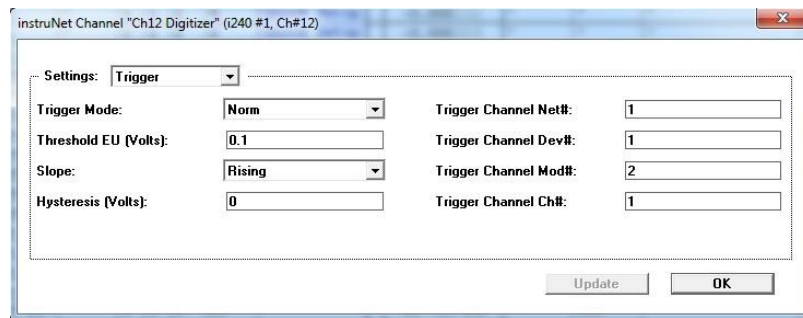 instruNet Channel "Ch12 Digitizer" (i240 #1, Ch#12)
Settings: Trigger
Trigger Mode: Norm Trigger Channel Net#: 1
Threshold EU (Volts): 0.1 Trigger Channel Dev#: 1
Slope: Rising Trigger Channel Mod#: 2
Hysteresis (Volts): 0 Trigger Channel Ch#: 1
Update OK